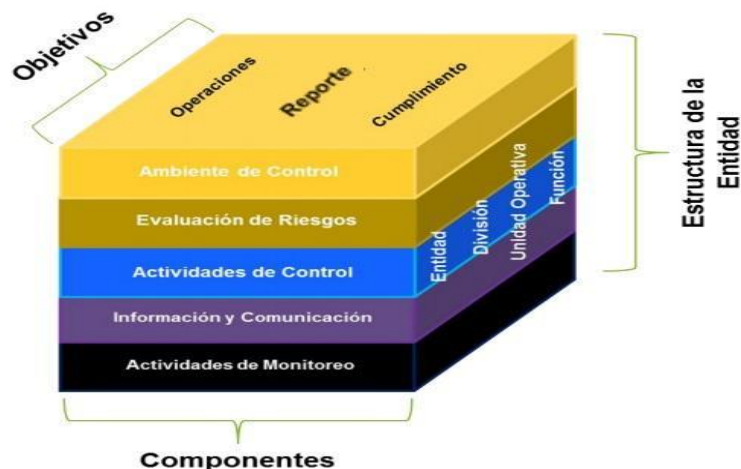 Objetivos
Operaciones
Reporte
Cumplimiento
Ambiente de Control
Evaluación de Riesgos
Actividades de Control
Información y Comunicación
Actividades de Monitoreo
Entidad
División
Unidad Operativa
Función
Estructura de la
Entidad
Componentes